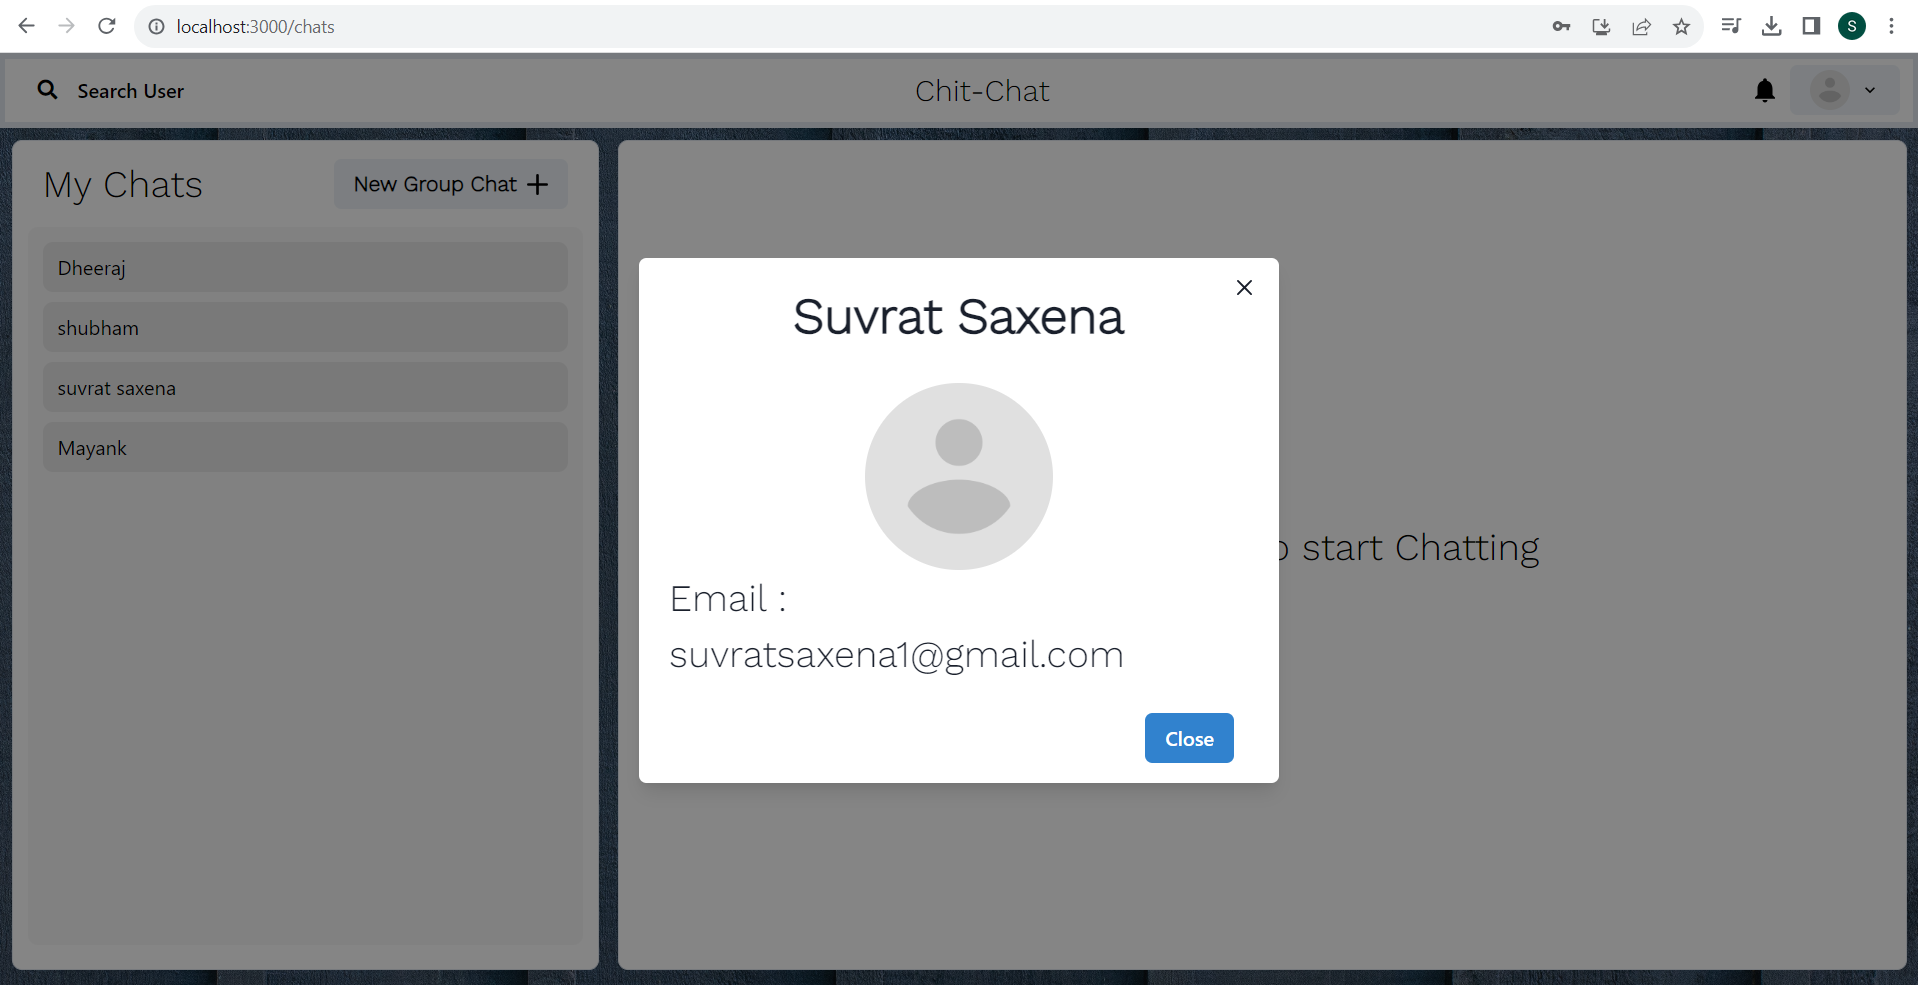 localhost:3000/chats
S
Search User
Chit-Chat
My Chats
New Group Chat
Dheeraj
shubham
suvrat saxena
Mayank
Suvrat Saxena
Email :
suvratsaxena1@gmail.com
Close
start Chatting